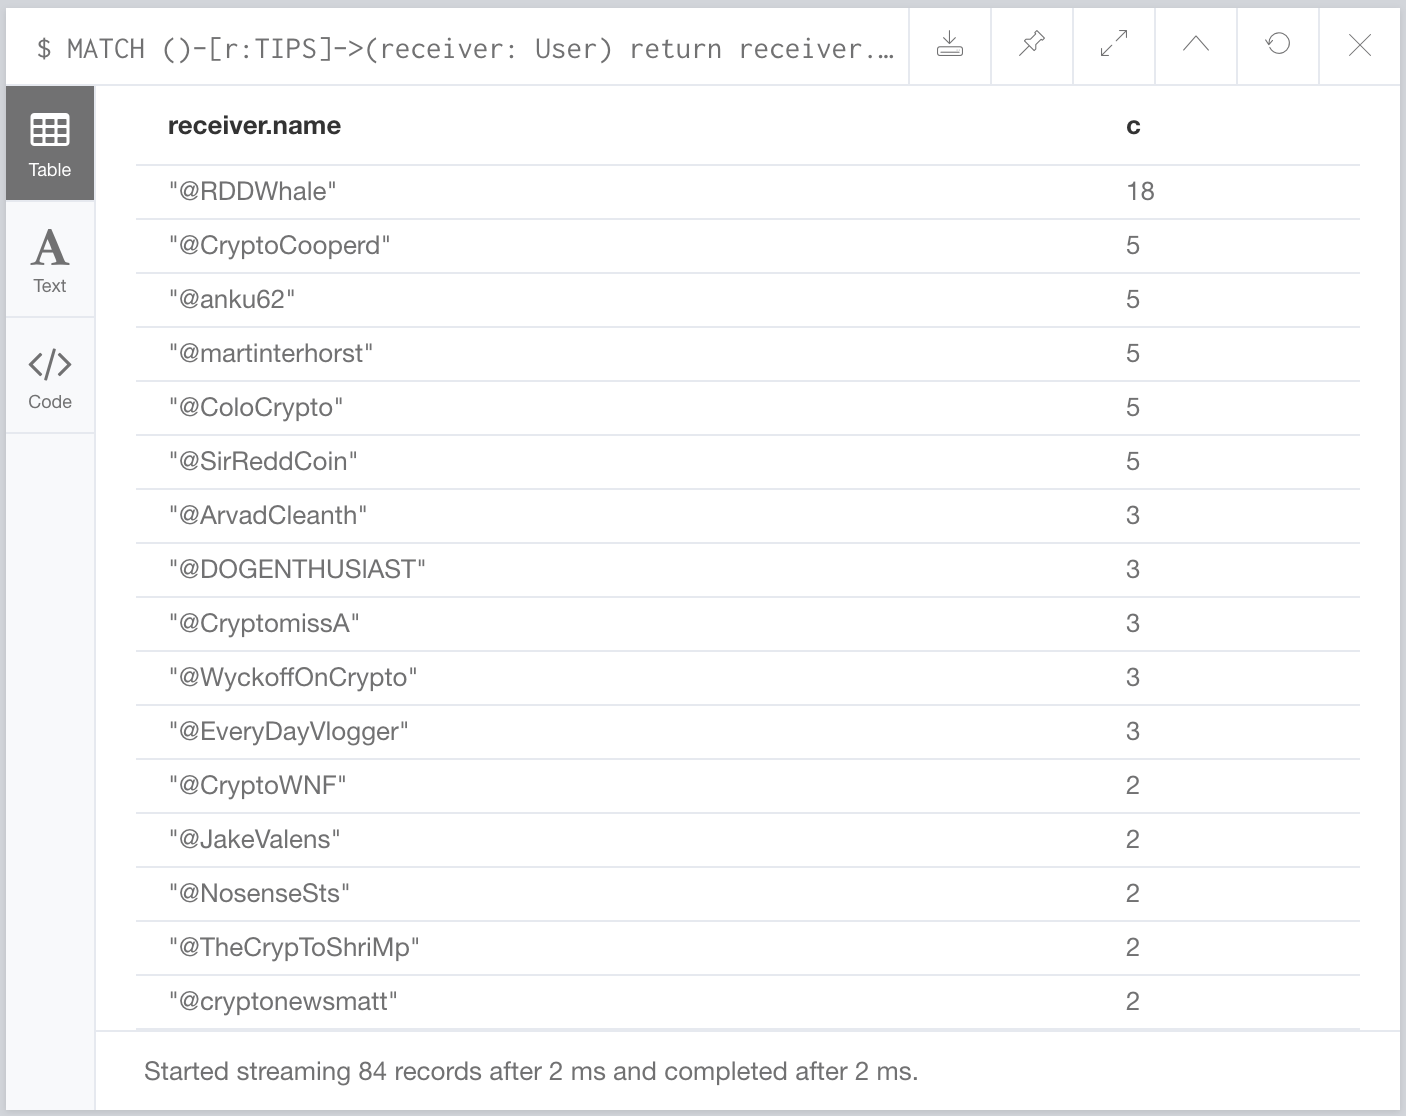 $ MATCH ()-[r:TIPS]->(receiver: User) return receiver.…
Table
Text
Code
receiver.name c
"@RDDWhale" 18
"@CryptoCooperd" 5
"@anku62" 5
"@martinterhorst" 5
"@ColoCrypto" 5
"@SirReddCoin" 5
"@ArvadCleanth" 3
"@DOGENTHUSIAST" 3
"@CryptomissA" 3
"@WyckoffOnCrypto" 3
"@EveryDayVlogger" 3
"@CryptoWNF" 2
"@JakeValens" 2
"@NosenseSts" 2
"@TheCrypToShriMp" 2
"@cryptonewsmatt" 2
Started streaming 84 records after 2 ms and completed after 2 ms.